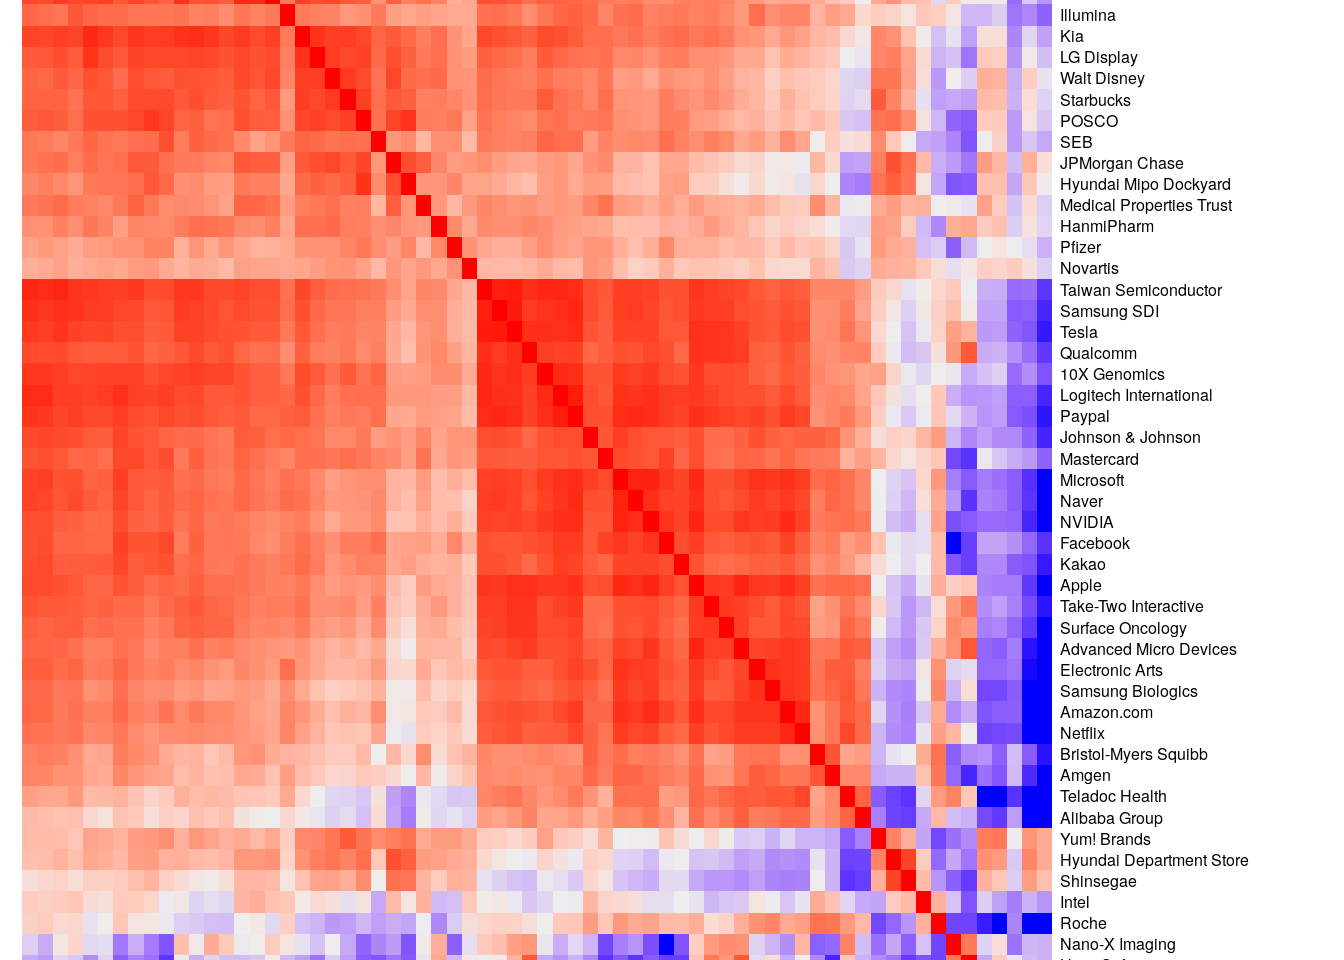 Illumina
Kia
LG Display
Walt Disney
Starbucks
POSCO
SEB
JPMorgan Chase
Hyundai Mipo Dockyard
Medical Properties Trust
HanmiPharm
Pfizer
Novartis
Taiwan Semiconductor
Samsung SDI
Tesla
Qualcomm
10X Genomics
Logitech International
Paypal
Johnson & Johnson
Mastercard
Microsoft
Naver
NVIDIA
Facebook
Kakao
Apple
Take-Two Interactive
Surface Oncology
Advanced Micro Devices
Electronic Arts
Samsung Biologics
Amazon.com
Netflix
Bristol-Myers Squibb
Amgen
Teladoc Health
Alibaba Group
Yum! Brands
Hyundai Department Store
Shinsegae
Intel
Roche
Nano-X Imaging